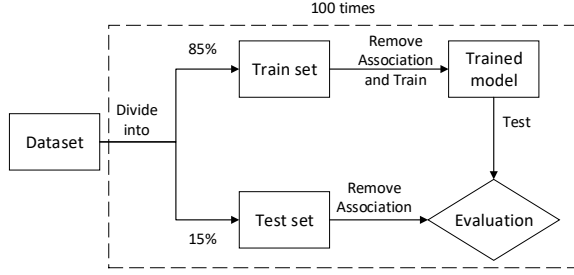 100 times
85%
Train set
Remove
Association
and Train
Trained
model
Divide
into
Dataset
Test
15%
Test set
Remove
Association
Evaluation